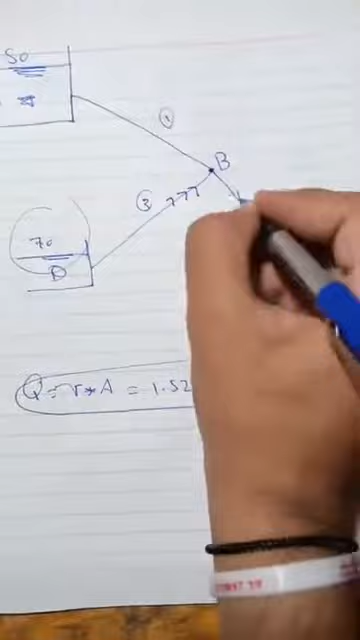 50
①
B
③
70
D
Q = V * A = 1.52